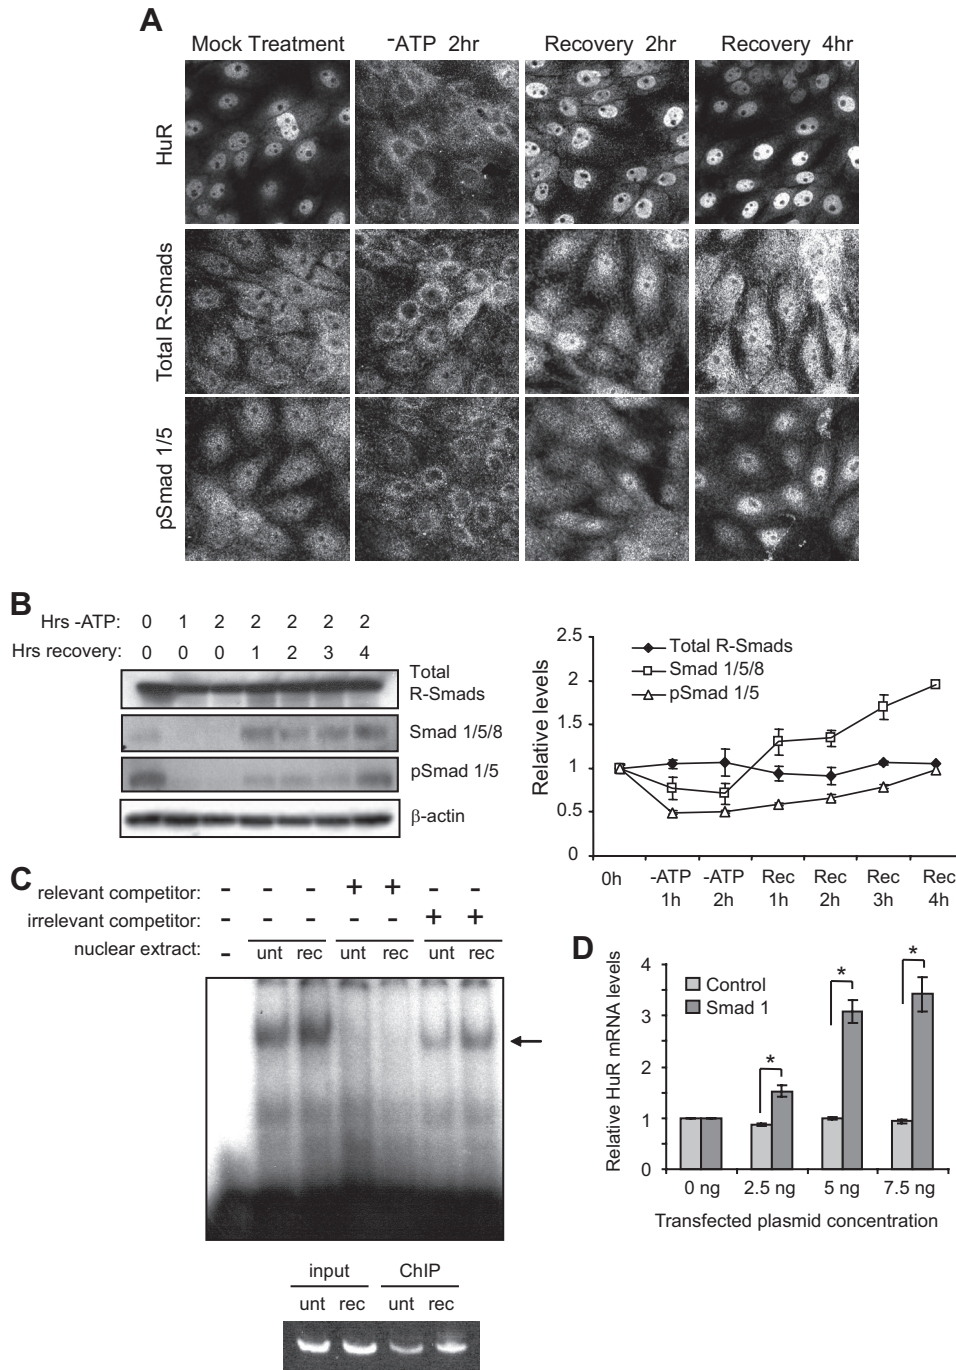 A
Mock Treatment
-ATP 2hr
Recovery 2hr
Recovery 4hr
HuR
Total R-Smads
pSmad 1/5
B
Hrs -ATP: 0 1 2 2 2 2 2
Hrs recovery: 0 0 0 1 2 3 4
Total
R-Smads
Smad 1/5/8
pSmad 1/5
β-actin
Relative levels
2.5
2
1.5
1
0.5
0
Total R-Smads
Smad 1/5/8
pSmad 1/5
0h
-ATP 1h
-ATP 2h
Rec 1h
Rec 2h
Rec 3h
Rec 4h
C
relevant competitor: - - - + + - -
irrelevant competitor: - - - - - + +
nuclear extract: - unt rec unt rec unt rec
input ChIP
unt rec unt rec
D
Relative HuR mRNA levels
4
3
2
1
0
Control
Smad 1
*
*
*
0 ng 2.5 ng 5 ng 7.5 ng
Transfected plasmid concentration